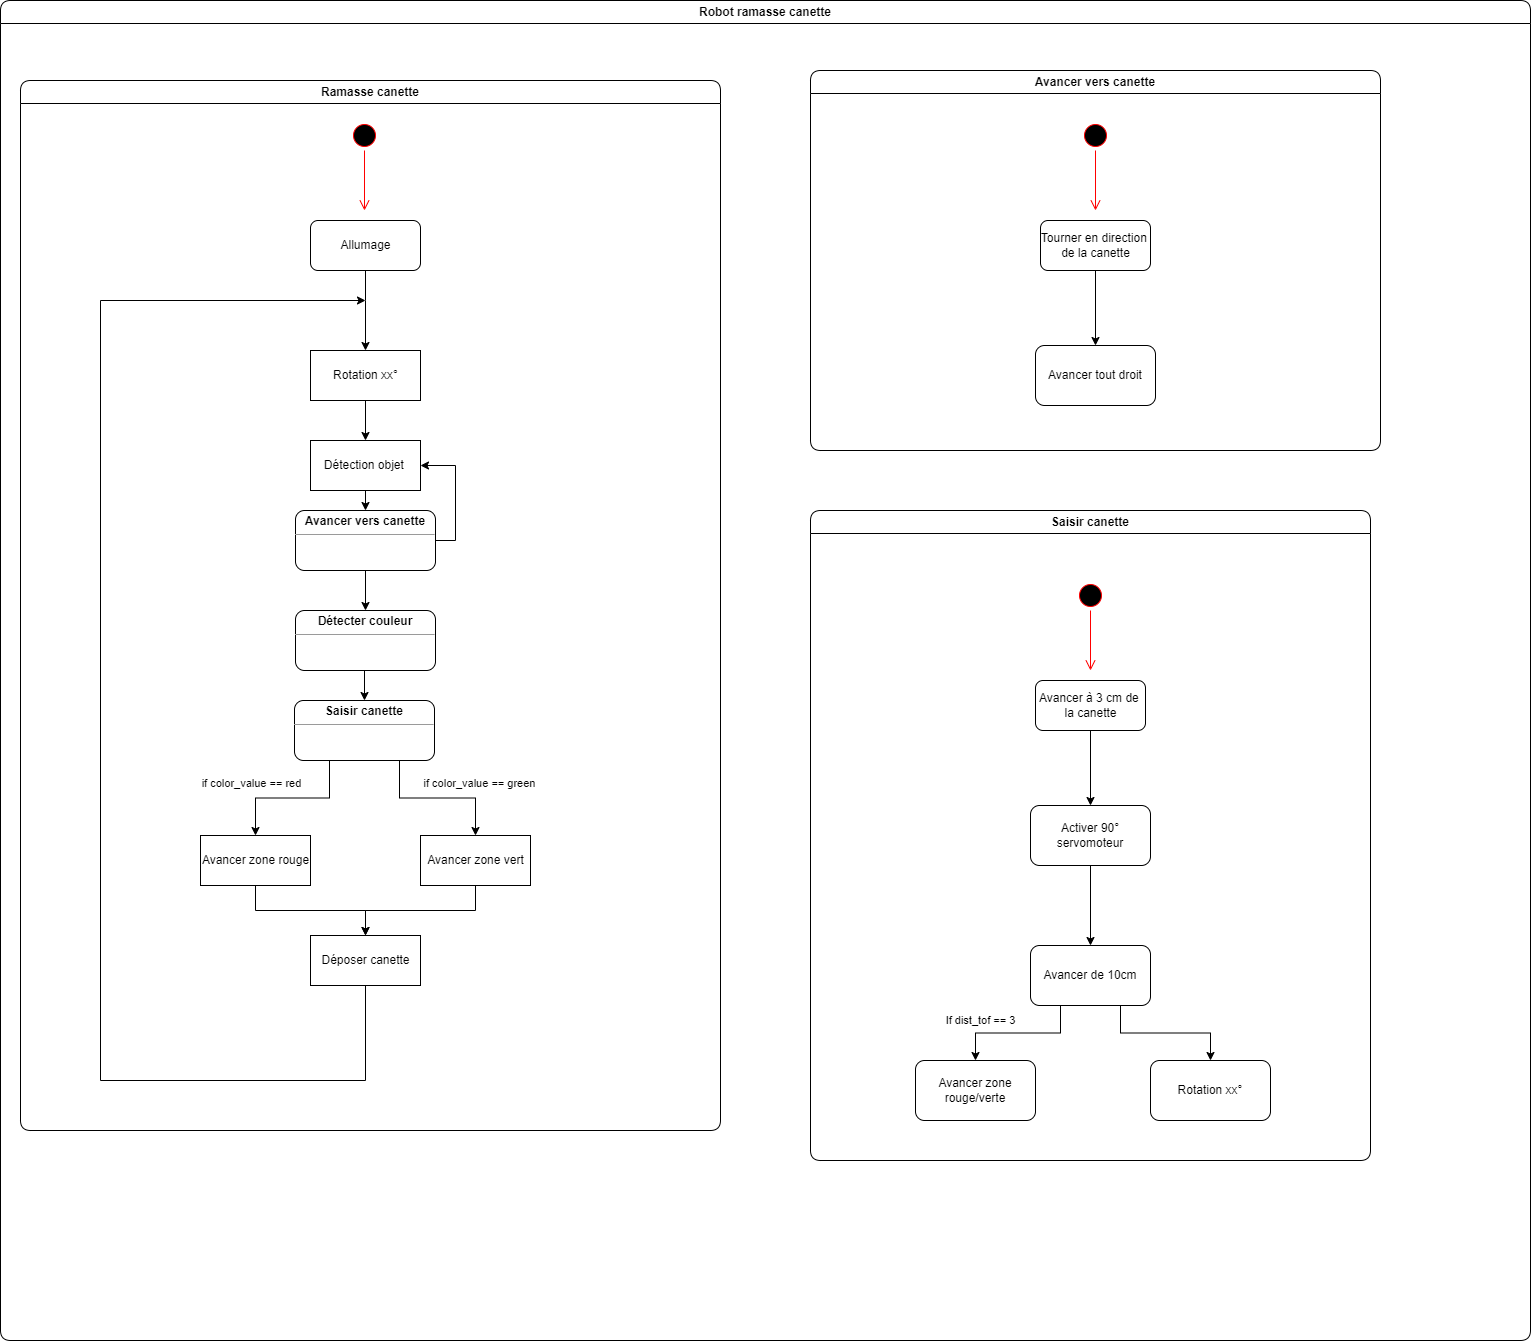 Robot ramasse canette
Ramasse canette
Allumage
Rotation xx°
Détection objet
Avancer vers canette
Détecter couleur
Saisir canette
if color_value == red
if color_value == green
Avancer zone rouge
Avancer zone vert
Déposer canette
Avancer vers canette
Tourner en direction
de la canette
Avancer tout droit
Saisir canette
Avancer à 3 cm de
la canette
Activer 90°
servomoteur
Avancer de 10cm
If dist_tof == 3
Avancer zone
rouge/verte
Rotation xx°